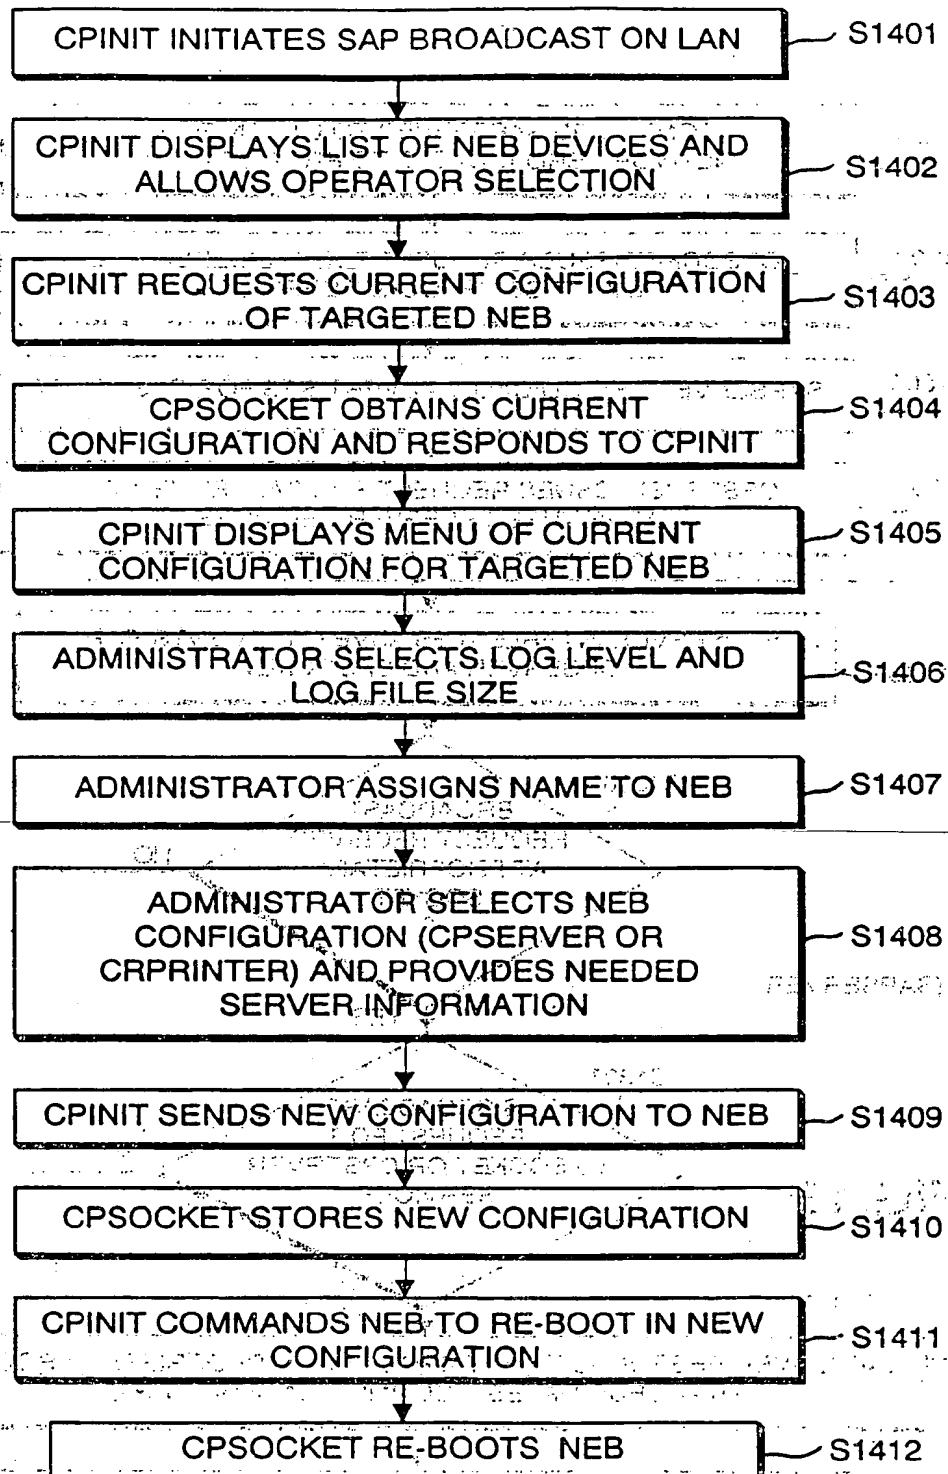 CPINIT INITIATES SAP BROADCAST ON LAN
S1401
CPINIT DISPLAYS LIST OF NEB DEVICES AND
ALLOWS OPERATOR SELECTION
S1402
CPINIT REQUESTS CURRENT CONFIGURATION
OF TARGETED NEB
S1403
CPSOCKET OBTAINS CURRENT
CONFIGURATION AND RESPONDS TO CPINIT
S1404
CPINIT DISPLAYS MENU OF CURRENT
CONFIGURATION FOR TARGETED NEB
S1405
ADMINISTRATOR SELECTS LOG LEVEL AND
LOG FILE SIZE
S1406
ADMINISTRATOR ASSIGNS NAME TO NEB
S1407
ADMINISTRATOR SELECTS NEB
CONFIGURATION (CPSERVER OR
CRPRINTER) AND PROVIDES NEEDED
SERVER INFORMATION
S1408
CPINIT SENDS NEW CONFIGURATION TO NEB
S1409
CPSOCKET STORES NEW CONFIGURATION
S1410
CPINIT COMMANDS NEB TO RE-BOOT IN NEW
CONFIGURATION
S1411
CPSOCKET RE-BOOTS NEB
S1412